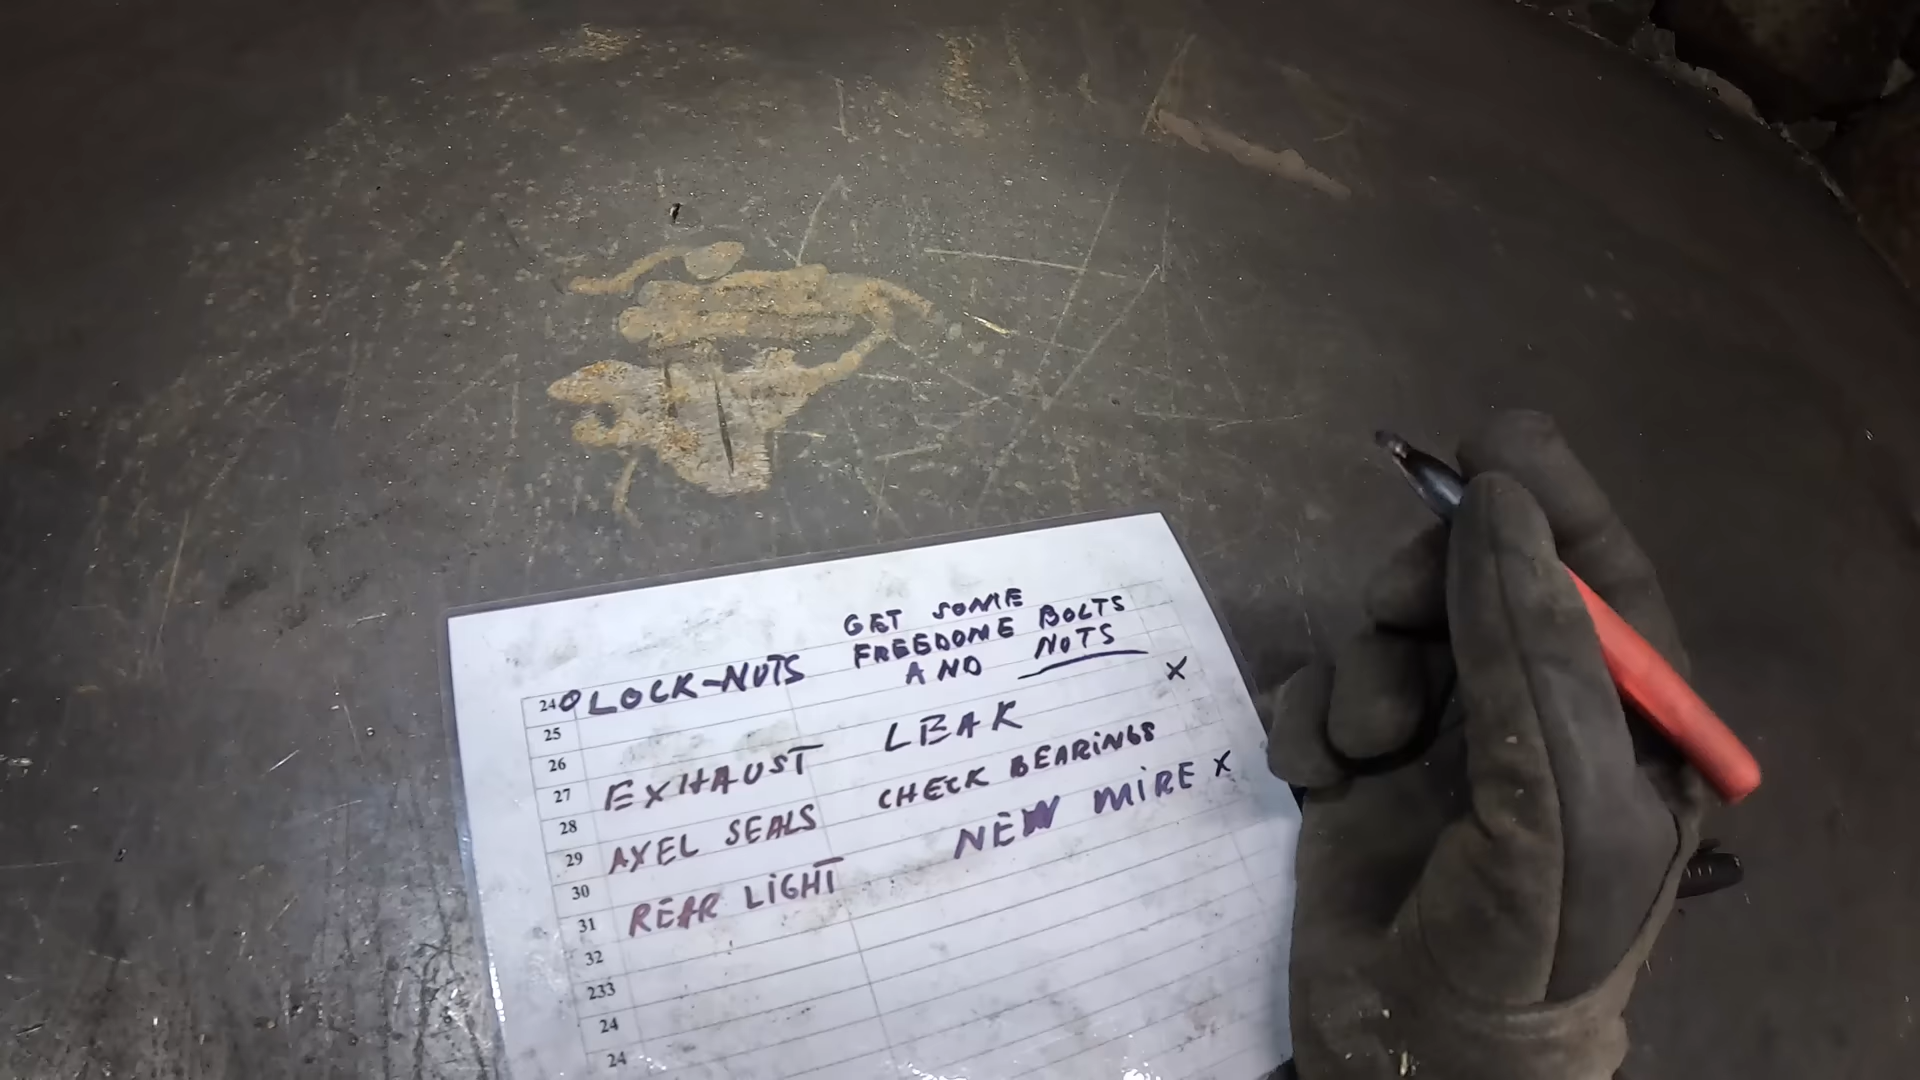 GET SOME
FREEDOME BOLTS
24 O LOCK-NUTS AND NUTS
25
26 X
27 EXHAUST LEAK
28
29 AXEL SEALS CHECK BEARINGS
30
31 REAR LIGHT NEW WIRE X
32
233
24
24